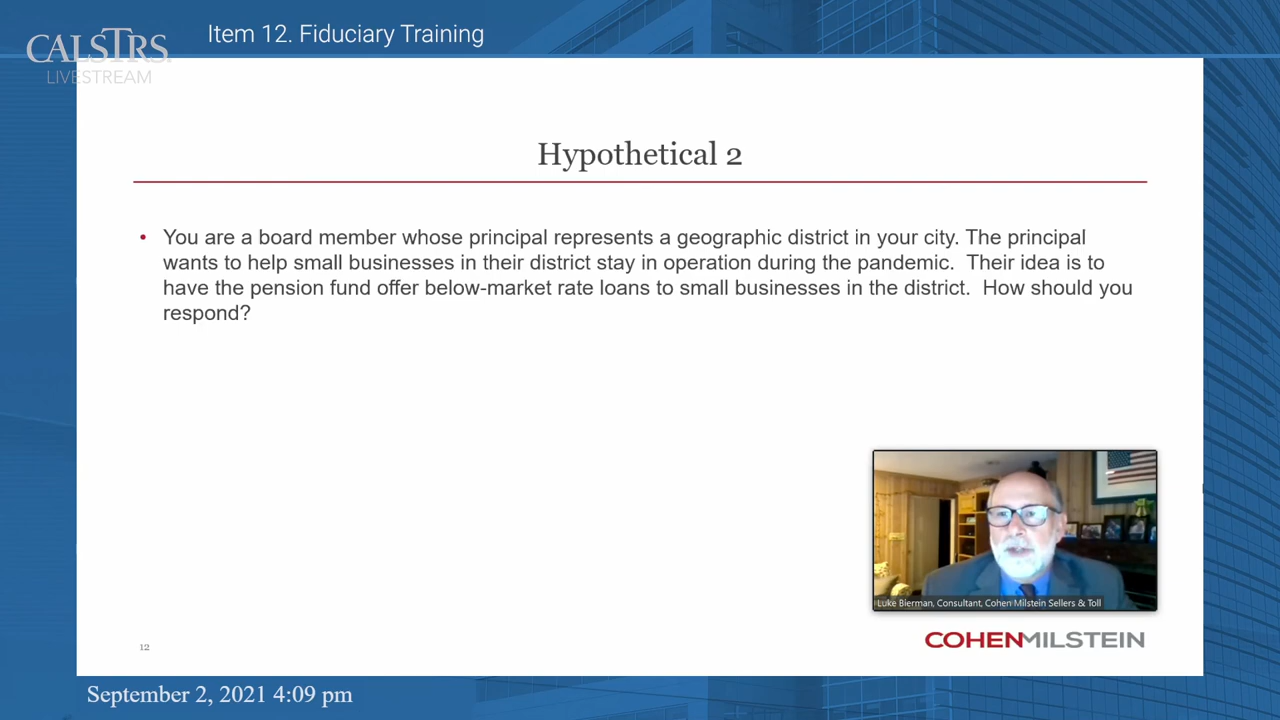 Item 12. Fiduciary Training
CALSTRS
LIVESTREAM
Hypothetical 2
• You are a board member whose principal represents a geographic district in your city. The principal
wants to help small businesses in their district stay in operation during the pandemic. Their idea is to
have the pension fund offer below-market rate loans to small businesses in the district. How should you
respond?
Luke Bierman, Consultant, Cohen Milstein Sellers & Toll
12
COHENMILSTEIN
September 2, 2021 4:09 pm